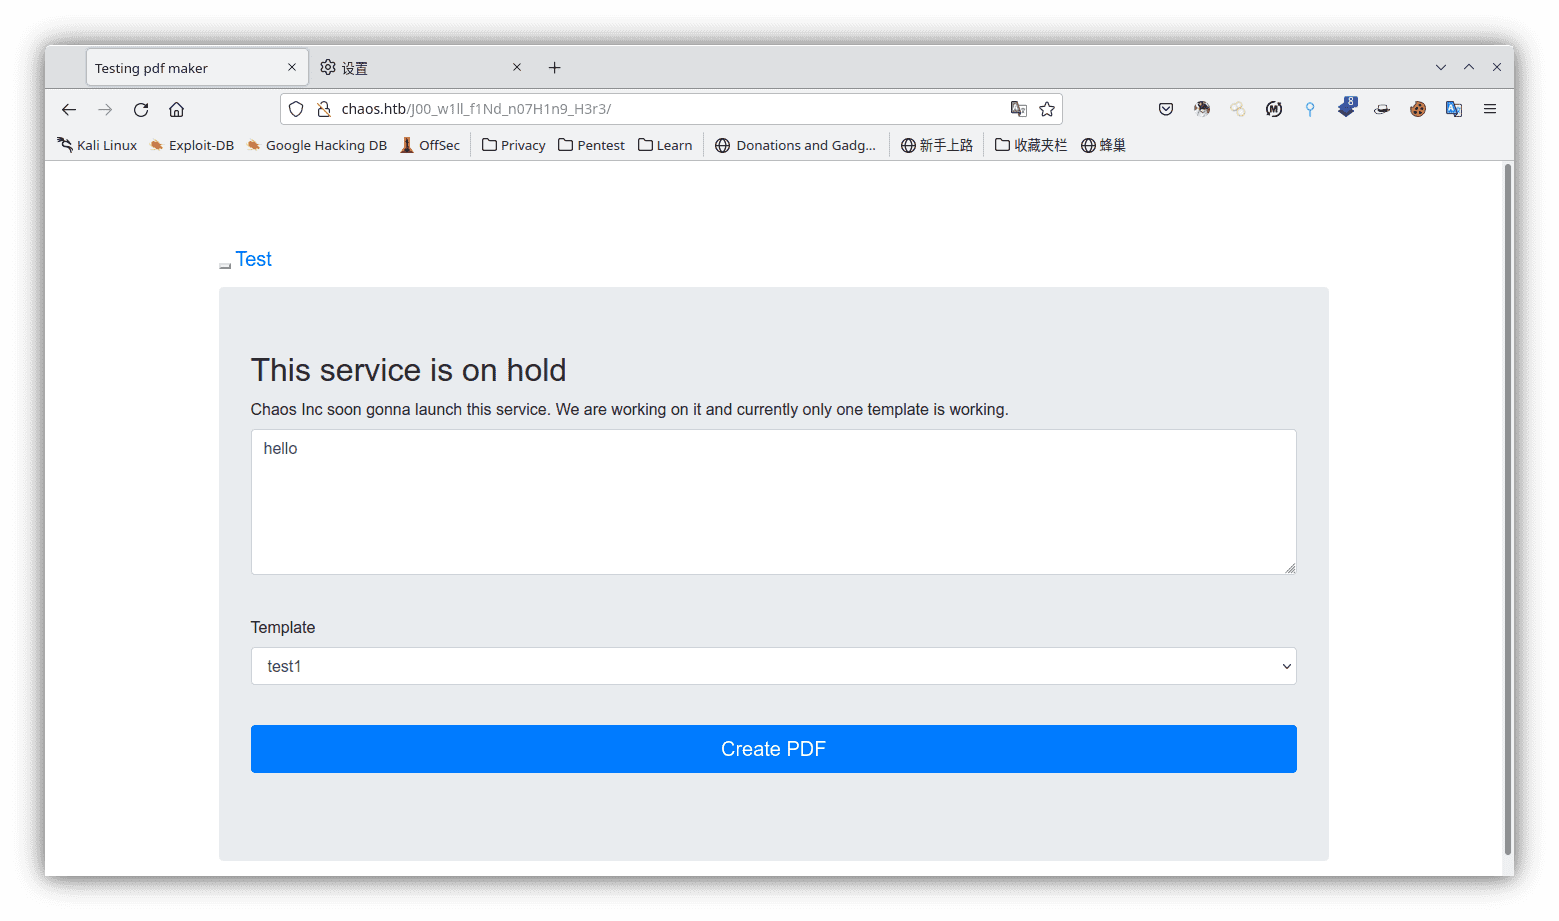 Testing pdf maker
设置
chaos.htb/J00_w1ll_f1Nd_n07H1n9_H3r3/
8
Kali Linux Exploit-DB Google Hacking DB OffSec Privacy Pentest Learn Donations and Gadg... 新手上路 收藏夹栏 蜂巢
Test
This service is on hold
Chaos Inc soon gonna launch this service. We are working on it and currently only one template is working.
hello
Template
test1
Create PDF